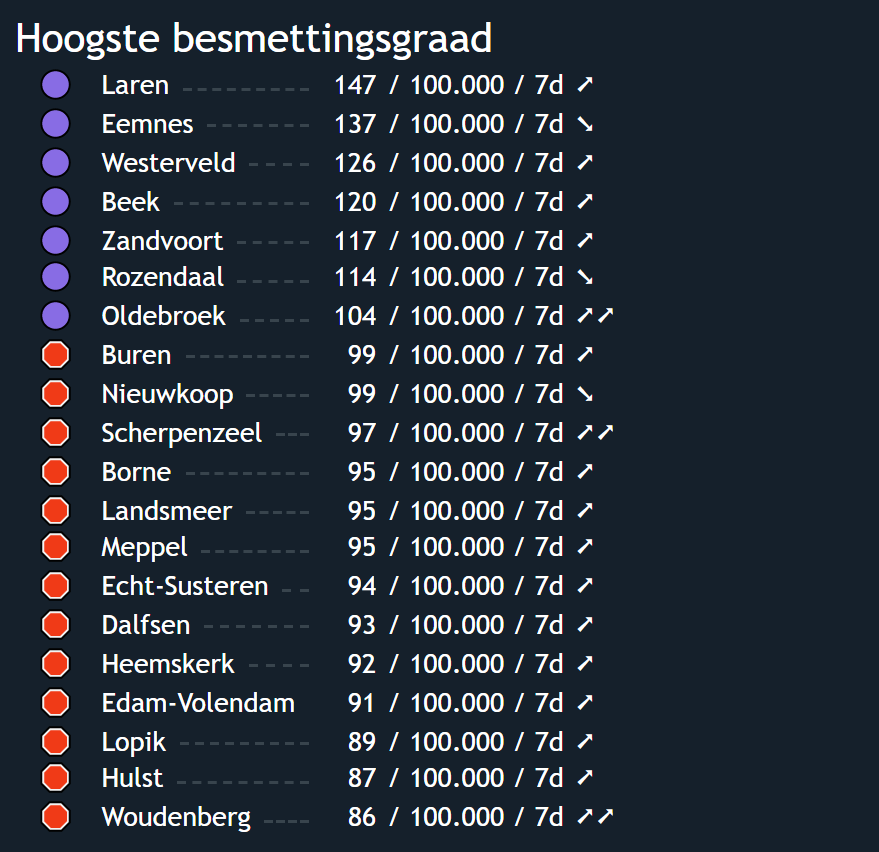 Hoogste besmettingsgraad
Laren --------- 147 / 100.000 / 7d ➚
Eemnes ------- 137 / 100.000 / 7d ➘
Westerveld ---- 126 / 100.000 / 7d ➚
Beek ---------- 120 / 100.000 / 7d ➚
Zandvoort ----- 117 / 100.000 / 7d ➚
Rozendaal ----- 114 / 100.000 / 7d ➘
Oldebroek ----- 104 / 100.000 / 7d ➚➚
Buren --------- 99 / 100.000 / 7d ➚
Nieuwkoop ----- 99 / 100.000 / 7d ➘
Scherpenzeel --- 97 / 100.000 / 7d ➚➚
Borne --------- 95 / 100.000 / 7d ➚
Landsmeer ----- 95 / 100.000 / 7d ➚
Meppel -------- 95 / 100.000 / 7d ➚
Echt-Susteren -- 94 / 100.000 / 7d ➚
Dalfsen -------- 93 / 100.000 / 7d ➚
Heemskerk ---- 92 / 100.000 / 7d ➚
Edam-Volendam 91 / 100.000 / 7d ➚
Lopik --------- 89 / 100.000 / 7d ➚
Hulst ---------- 87 / 100.000 / 7d ➚
Woudenberg ---- 86 / 100.000 / 7d ➚➚